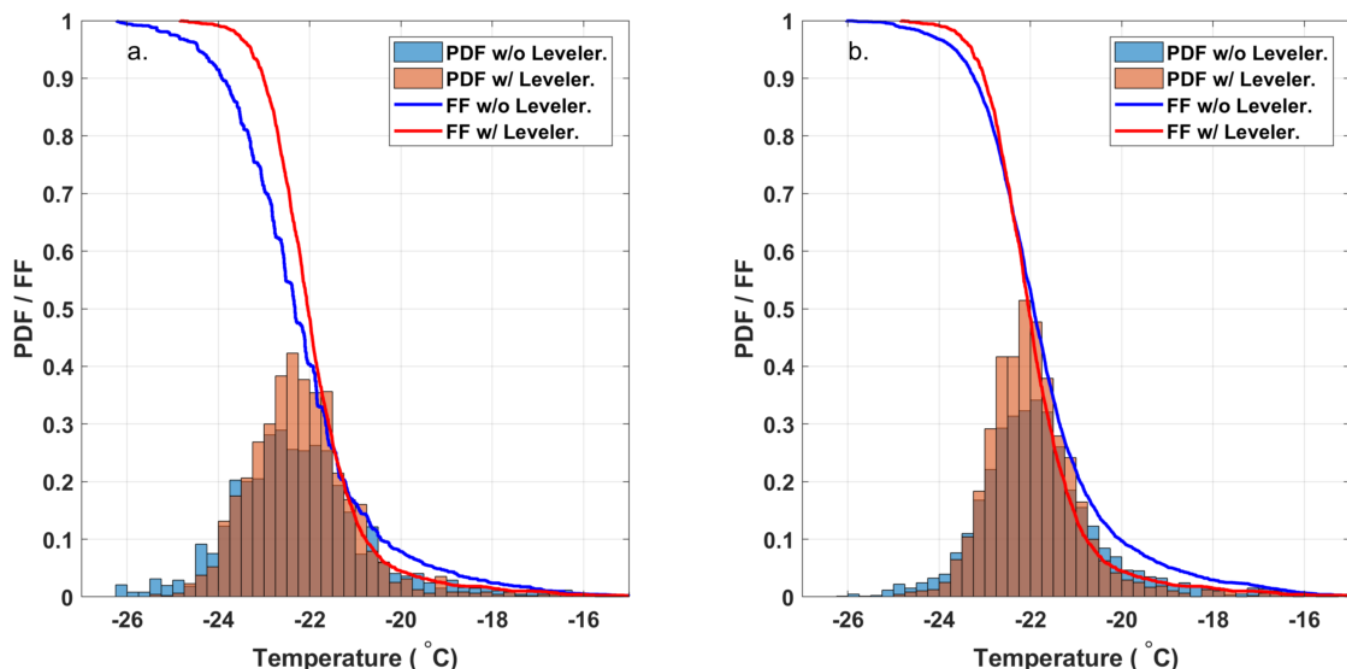 a.
PDF w/o Leveler.
PDF w/ Leveler.
FF w/o Leveler.
FF w/ Leveler.
PDF / FF
1
0.9
0.8
0.7
0.6
0.5
0.4
0.3
0.2
0.1
0
-26
-24
-22
-20
-18
-16
Temperature ( °C)
b.
PDF w/o Leveler.
PDF w/ Leveler.
FF w/o Leveler.
FF w/ Leveler.
PDF / FF
1
0.9
0.8
0.7
0.6
0.5
0.4
0.3
0.2
0.1
0
-26
-24
-22
-20
-18
-16
Temperature ( °C)